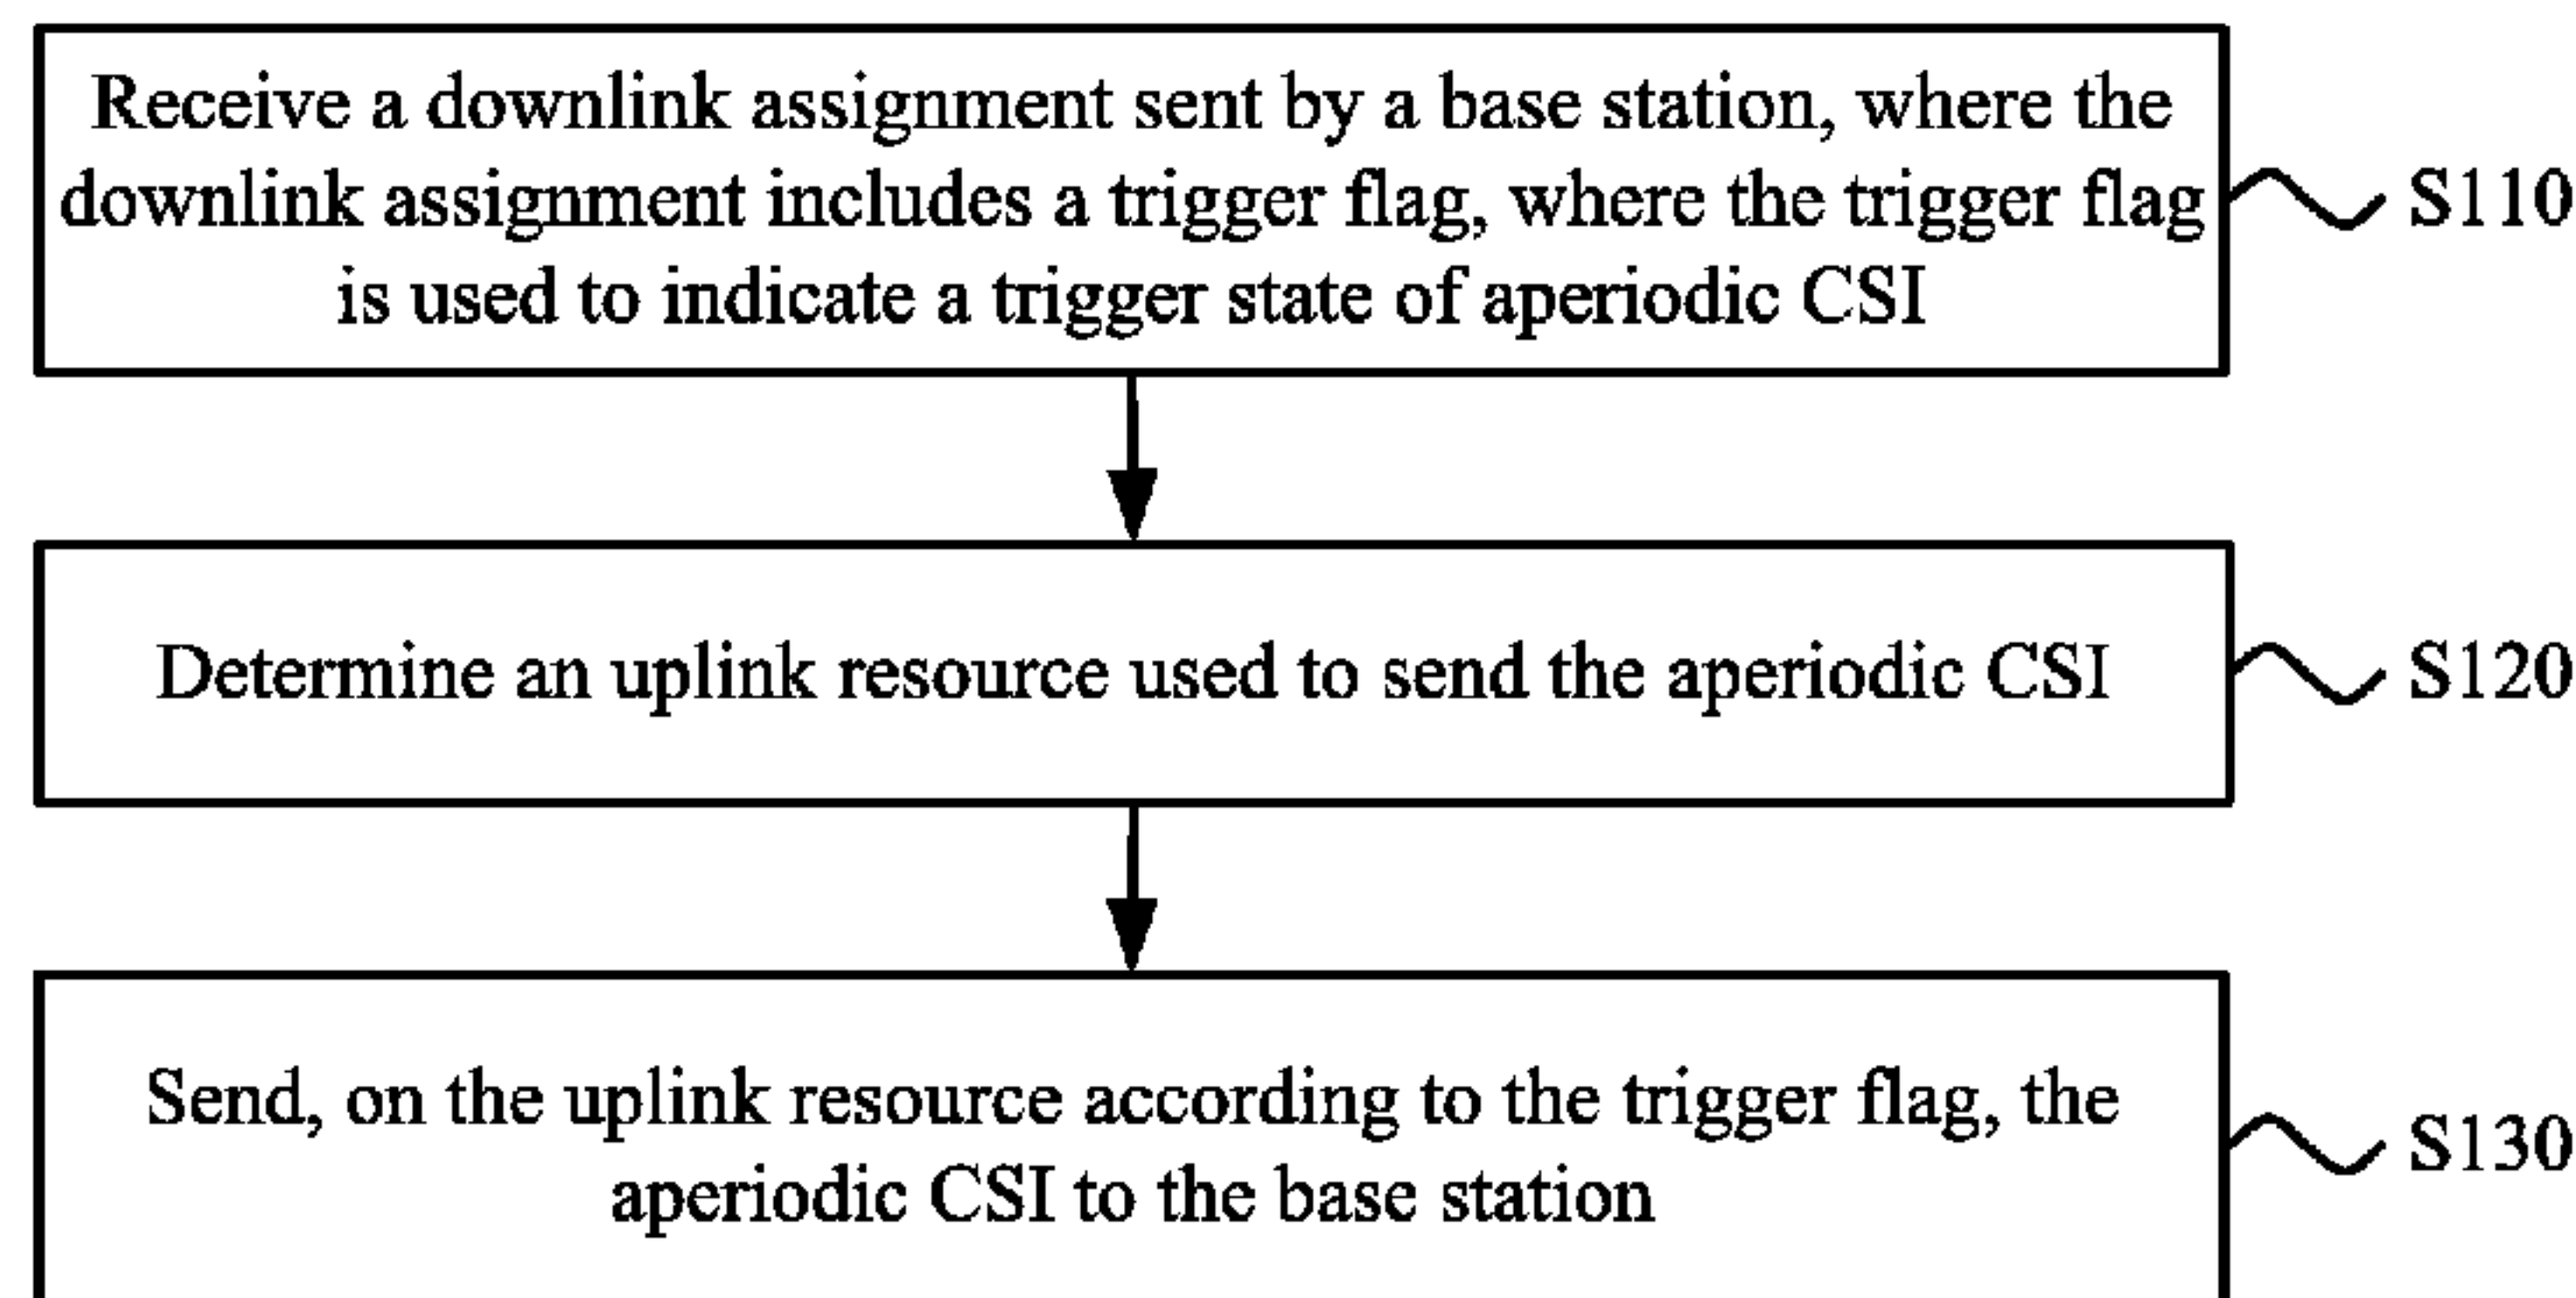 Receive a downlink assignment sent by a base station, where the
downlink assignment includes a trigger flag, where the trigger flag
is used to indicate a trigger state of aperiodic CSI
S110
Determine an uplink resource used to send the aperiodic CSI
S120
Send, on the uplink resource according to the trigger flag, the
aperiodic CSI to the base station
S130